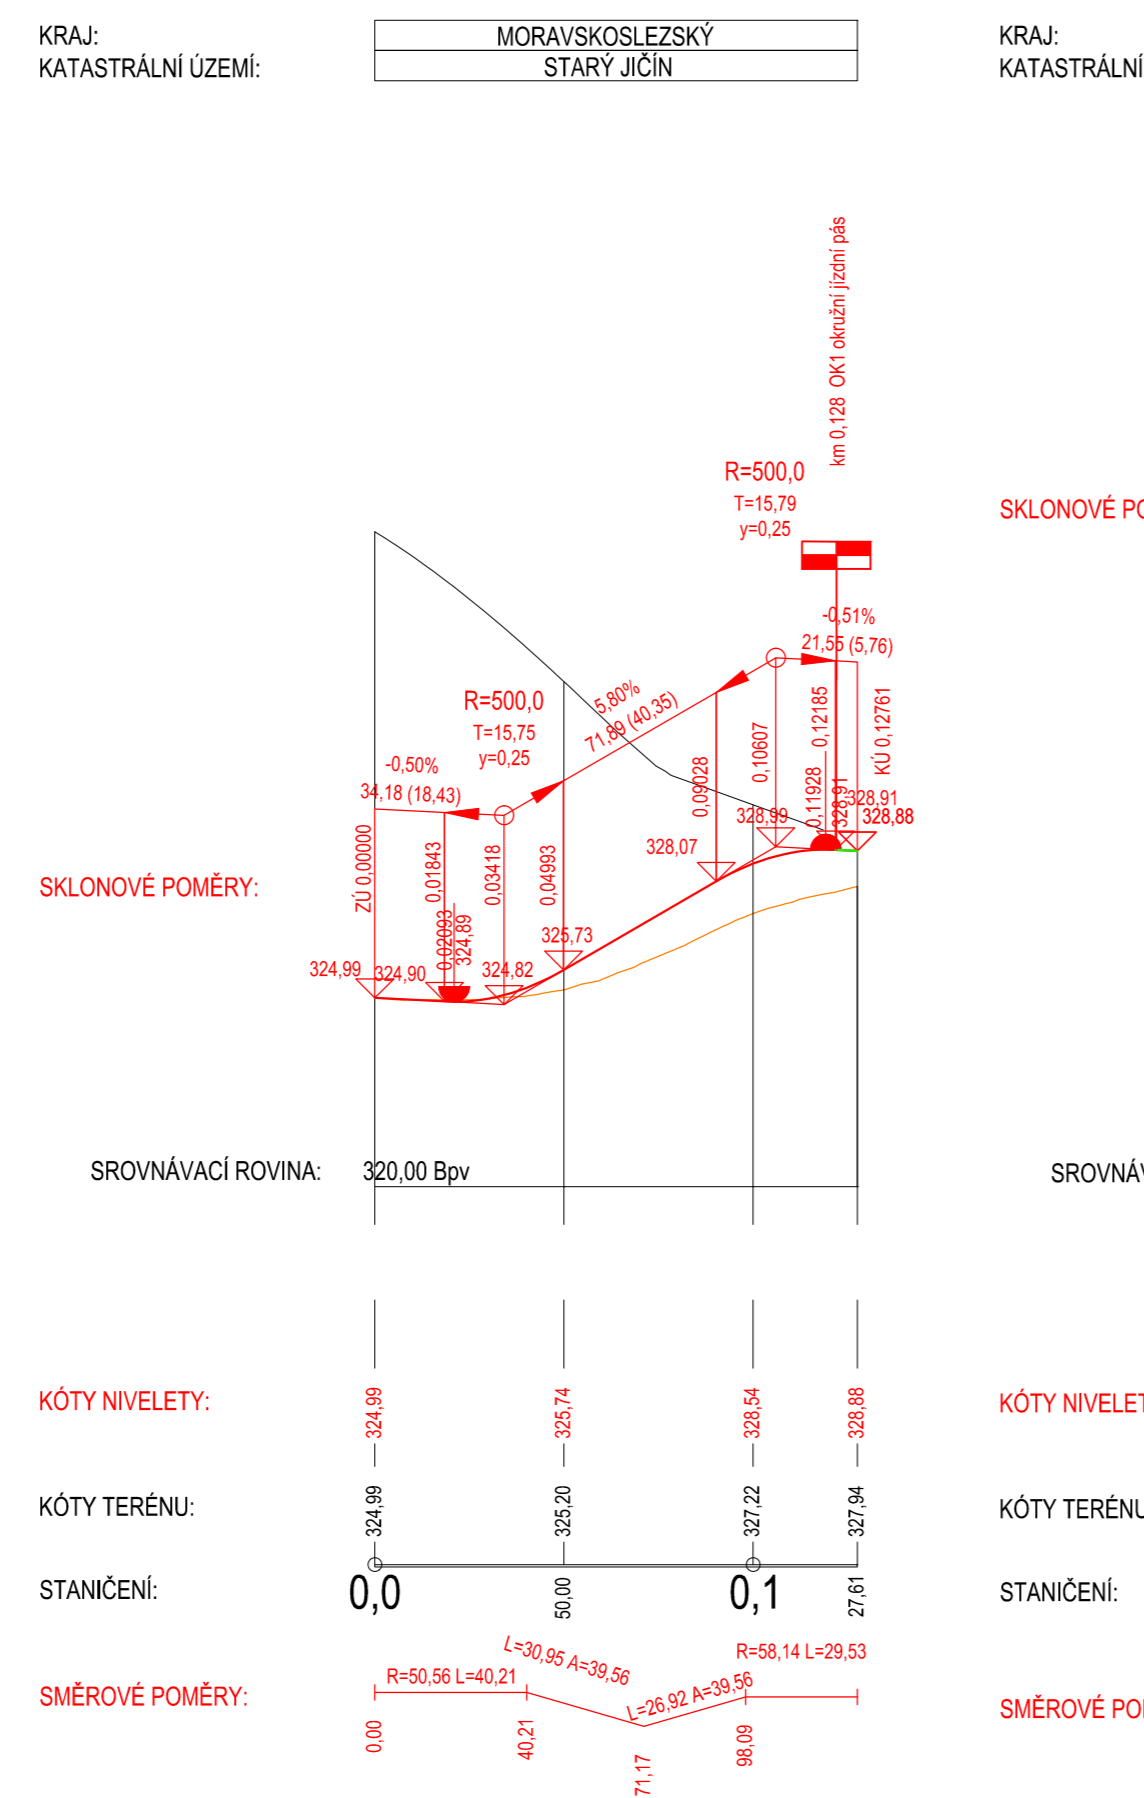 KRAJ:
MORAVSKOSLEZSKÝ
KRAJ:
KATASTRÁLNÍ ÚZEMÍ:
STARÝ JIČÍN
KATASTRÁLNÍ
km 0,128 OK1 okružní jízdní pás
R=500,0
T=15,79
y=0,25
SKLONOVÉ PO
-0,51%
21,55 (5,76)
5,80%
71,89 (40,35)
R=500,0
T=15,75
y=0,25
-0,50%
34,18 (18,43)
ZÚ 0,00000
0,01843
0,02093
324,89
0,03418
0,04993
0,09028
0,10607
0,11928
0,12185
328,91
KÚ 0,12761
328,91
328,88
328,99
328,07
SKLONOVÉ POMĚRY:
325,73
324,99
324,90
324,82
SROVNÁVACÍ ROVINA:
320,00 Bpv
SROVNÁV
KÓTY NIVELETY:
324,99
325,74
328,54
328,88
KÓTY NIVELET
KÓTY TERÉNU:
324,99
325,20
327,22
327,94
KÓTY TERÉNU
STANIČENÍ:
0,0
50,00
0,1
27,61
STANIČENÍ:
SMĚROVÉ POMĚRY:
R=50,56 L=40,21
L=30,95 A=39,56
L=26,92 A=39,56
R=58,14 L=29,53
SMĚROVÉ PO
0,00
40,21
71,17
98,09